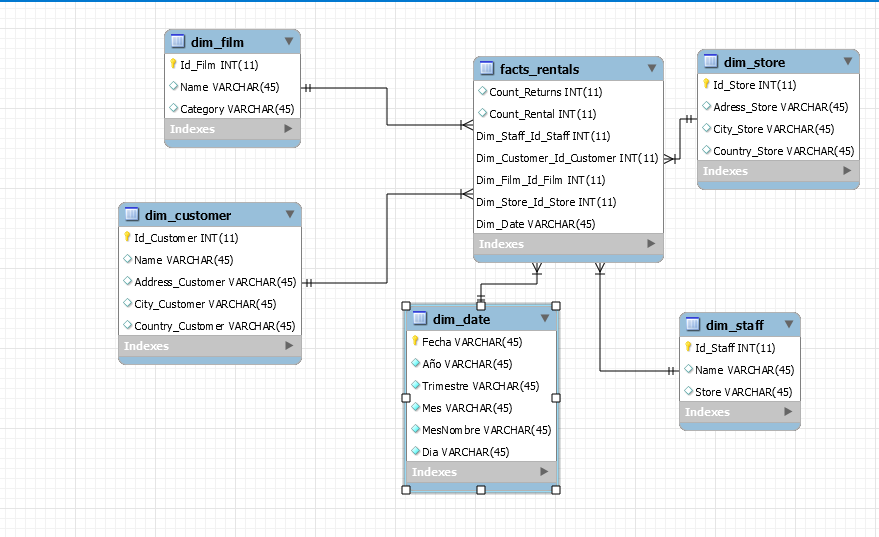 dim_film
Id_Film INT(11)
Name VARCHAR(45)
Category VARCHAR(45)
Indexes
facts_rentals
Count_Returns INT(11)
Count_Rental INT(11)
Dim_Staff_Id_Staff INT(11)
Dim_Customer_Id_Customer INT(11)
Dim_Film_Id_Film INT(11)
Dim_Store_Id_Store INT(11)
Dim_Date VARCHAR(45)
Indexes
dim_store
Id_Store INT(11)
Adress_Store VARCHAR(45)
City_Store VARCHAR(45)
Country_Store VARCHAR(45)
Indexes
dim_customer
Id_Customer INT(11)
Name VARCHAR(45)
Address_Customer VARCHAR(45)
City_Customer VARCHAR(45)
Country_Customer VARCHAR(45)
Indexes
dim_date
Fecha VARCHAR(45)
Año VARCHAR(45)
Trimestre VARCHAR(45)
Mes VARCHAR(45)
MesNombre VARCHAR(45)
Dia VARCHAR(45)
Indexes
dim_staff
Id_Staff INT(11)
Name VARCHAR(45)
Store VARCHAR(45)
Indexes